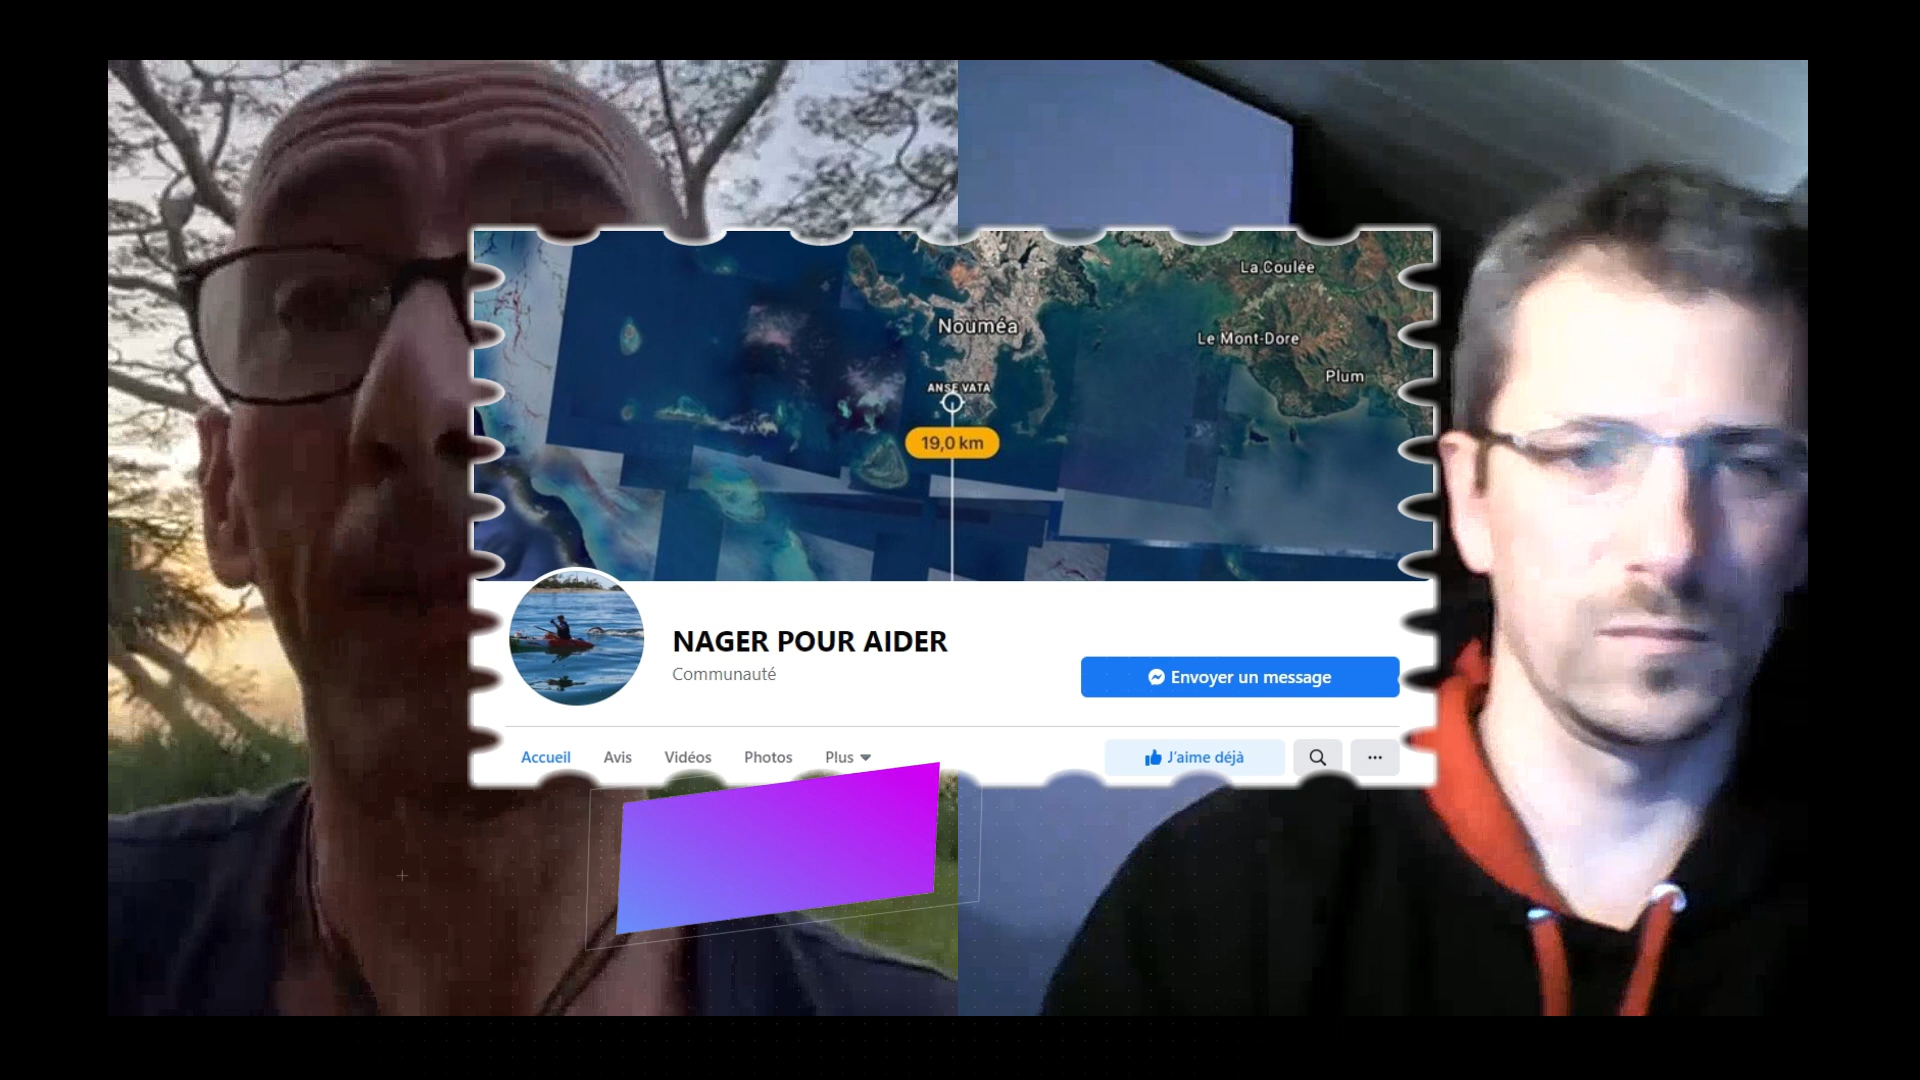 La Coulée
Nouméa
Le Mont-Dore
Plum
ANSE VATA
19,0 km
NAGER POUR AIDER
Communauté
Envoyer un message
Accueil Avis Vidéos Photos Plus
J'aime déjà